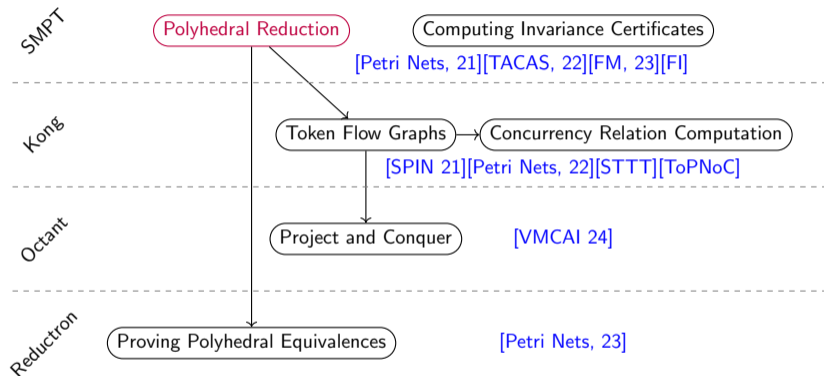 SMPT
Polyhedral Reduction
Computing Invariance Certificates
[Petri Nets, 21][TACAS, 22][FM, 23][FI]
Kong
Token Flow Graphs
Concurrency Relation Computation
[SPIN 21][Petri Nets, 22][STTT][ToPNoC]
Octant
Project and Conquer
[VMCAI 24]
Reductron
Proving Polyhedral Equivalences
[Petri Nets, 23]